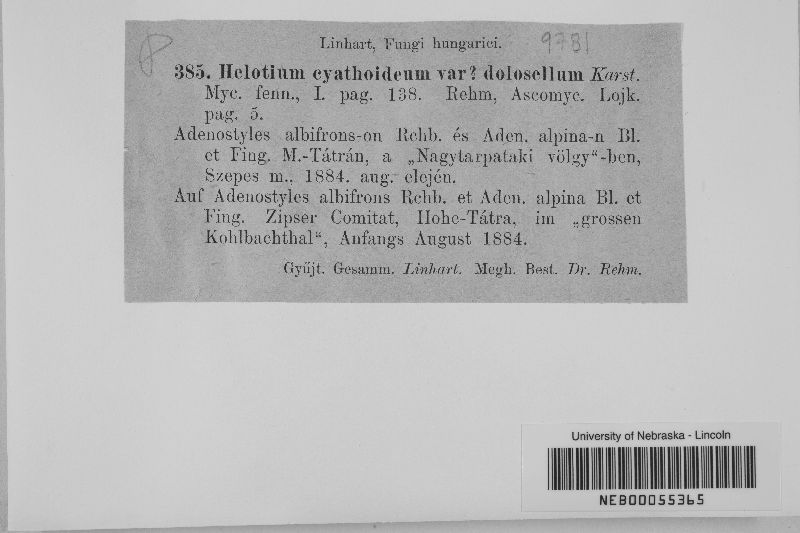 Linhart, Fungi hungarici. 9781
8
385. Helotium cyathoideum var? dolosellum Karst.
Myc. fenn., I. pag. 138. Rehm, Ascomyc. Lojk.
pag. 5.
Adenostyles albifrons-on Rchb. és Aden. alpina-n Bl.
et Fing. M.-Tátrán, a „Nagytarpataki völgy“-ben,
Szepes m., 1884. aug. elején.
Auf Adenostyles albifrons Rchb. et Aden. alpina Bl. et
Fing. Zipser Comitat, Hohe-Tátra, im „grossen
Kohlbachthal“, Anfangs August 1884.
Gyűjt. Gesamm. Linhart. Megh. Best. Dr. Rehm.
University of Nebraska - Lincoln
NEB00055365